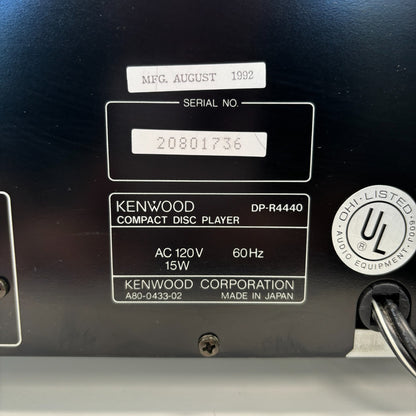 MFG. AUGUST 1992
SERIAL NO.
20801736
KENWOOD DP-R4440
COMPACT DISC PLAYER
AC 120V 60Hz
15W
KENWOOD CORPORATION
A80-0433-02 MADE IN JAPAN
LISTED
UL
®
AUDIO EQUIPMENT